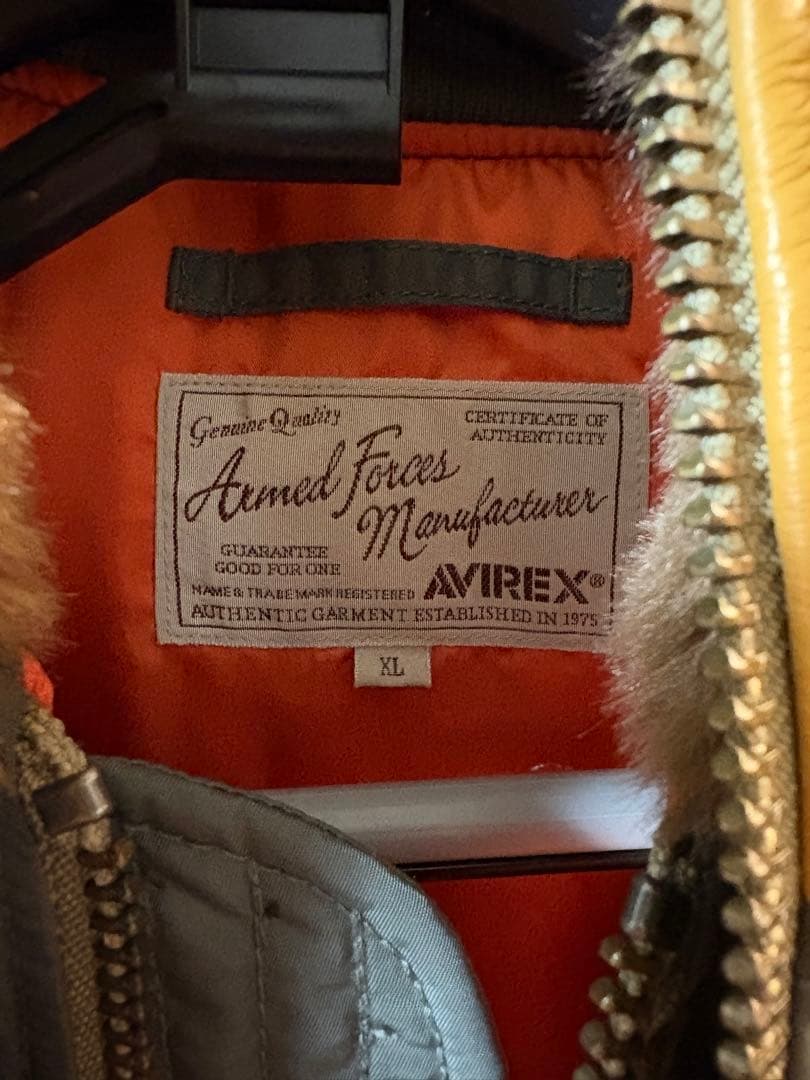 Genuine Quality
CERTIFICATE OF
AUTHENTICITY
Armed Forces
Manufacturer
GUARANTEE
GOOD FOR ONE
NAME & TRADE MARK REGISTERED AVIREX®
AUTHENTIC GARMENT ESTABLISHED IN 1975
XL